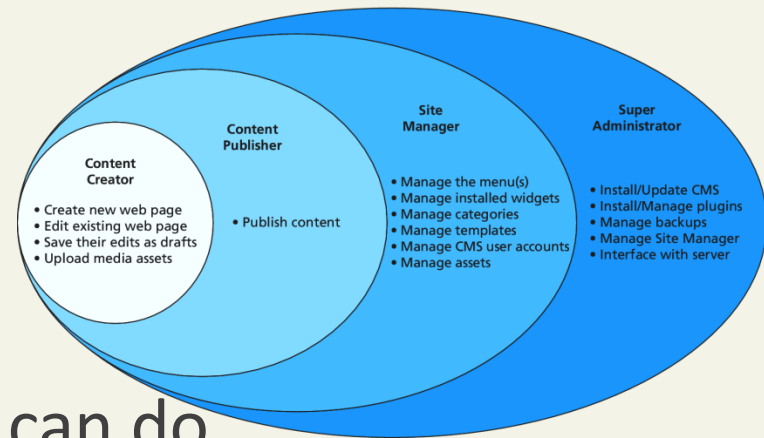 Content
Creator
• Create new web page
• Edit existing web page
• Save their edits as drafts
• Upload media assets
Content
Publisher
• Publish content
Site
Manager
• Manage the menu(s)
• Manage installed widgets
• Manage categories
• Manage templates
• Manage CMS user accounts
• Manage assets
Super
Administrator
• Install/Update CMS
• Install/Manage plugins
• Manage backups
• Manage Site Manager
• Interface with server
can do